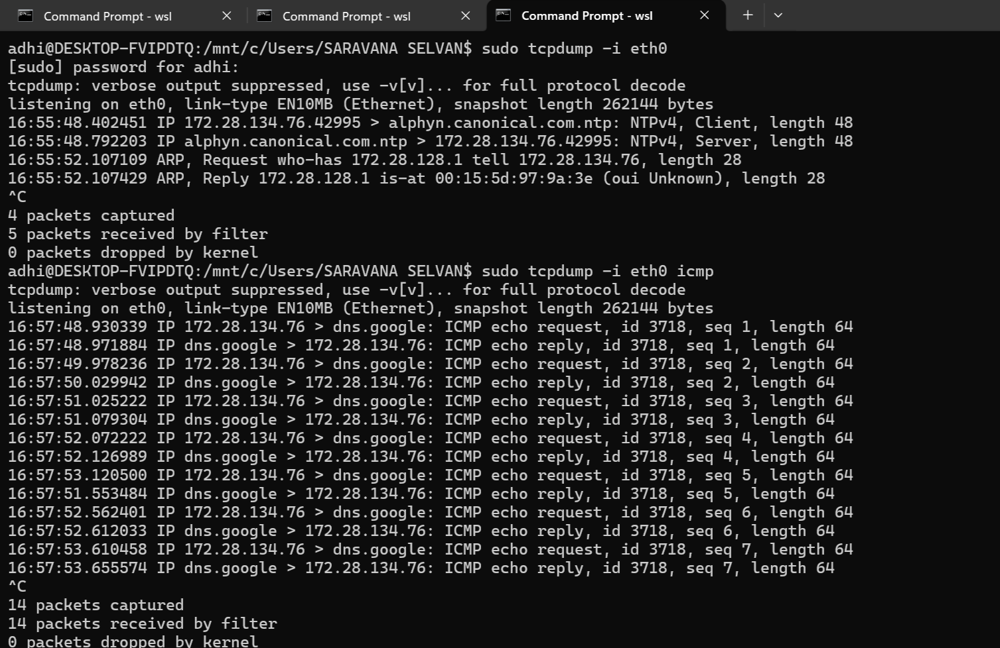 Command Prompt - wsl
Command Prompt - wsl
Command Prompt - wsl
adhi@DESKTOP-FVIPDTQ:/mnt/c/Users/SARAVANA SELVAN$ sudo tcpdump -i eth0
[sudo] password for adhi:
tcpdump: verbose output suppressed, use -v[v]... for full protocol decode
listening on eth0, link-type EN10MB (Ethernet), snapshot length 262144 bytes
16:55:48.402451 IP 172.28.134.76.42995 > alphyn.canonical.com.ntp: NTPv4, Client, length 48
16:55:48.792203 IP alphyn.canonical.com.ntp > 172.28.134.76.42995: NTPv4, Server, length 48
16:55:52.107109 ARP, Request who-has 172.28.128.1 tell 172.28.134.76, length 28
16:55:52.107429 ARP, Reply 172.28.128.1 is-at 00:15:5d:97:9a:3e (oui Unknown), length 28
^C
4 packets captured
5 packets received by filter
0 packets dropped by kernel
adhi@DESKTOP-FVIPDTQ:/mnt/c/Users/SARAVANA SELVAN$ sudo tcpdump -i eth0 icmp
tcpdump: verbose output suppressed, use -v[v]... for full protocol decode
listening on eth0, link-type EN10MB (Ethernet), snapshot length 262144 bytes
16:57:48.930339 IP 172.28.134.76 > dns.google: ICMP echo request, id 3718, seq 1, length 64
16:57:48.971884 IP dns.google > 172.28.134.76: ICMP echo reply, id 3718, seq 1, length 64
16:57:49.978236 IP 172.28.134.76 > dns.google: ICMP echo request, id 3718, seq 2, length 64
16:57:50.029942 IP dns.google > 172.28.134.76: ICMP echo reply, id 3718, seq 2, length 64
16:57:51.025222 IP 172.28.134.76 > dns.google: ICMP echo request, id 3718, seq 3, length 64
16:57:51.079304 IP dns.google > 172.28.134.76: ICMP echo reply, id 3718, seq 3, length 64
16:57:52.072222 IP 172.28.134.76 > dns.google: ICMP echo request, id 3718, seq 4, length 64
16:57:52.126989 IP dns.google > 172.28.134.76: ICMP echo reply, id 3718, seq 4, length 64
16:57:53.120500 IP 172.28.134.76 > dns.google: ICMP echo request, id 3718, seq 5, length 64
16:57:51.553484 IP dns.google > 172.28.134.76: ICMP echo reply, id 3718, seq 5, length 64
16:57:52.562401 IP 172.28.134.76 > dns.google: ICMP echo request, id 3718, seq 6, length 64
16:57:52.612033 IP dns.google > 172.28.134.76: ICMP echo reply, id 3718, seq 6, length 64
16:57:53.610458 IP 172.28.134.76 > dns.google: ICMP echo request, id 3718, seq 7, length 64
16:57:53.655574 IP dns.google > 172.28.134.76: ICMP echo reply, id 3718, seq 7, length 64
^C
14 packets captured
14 packets received by filter
0 packets dropped by kernel